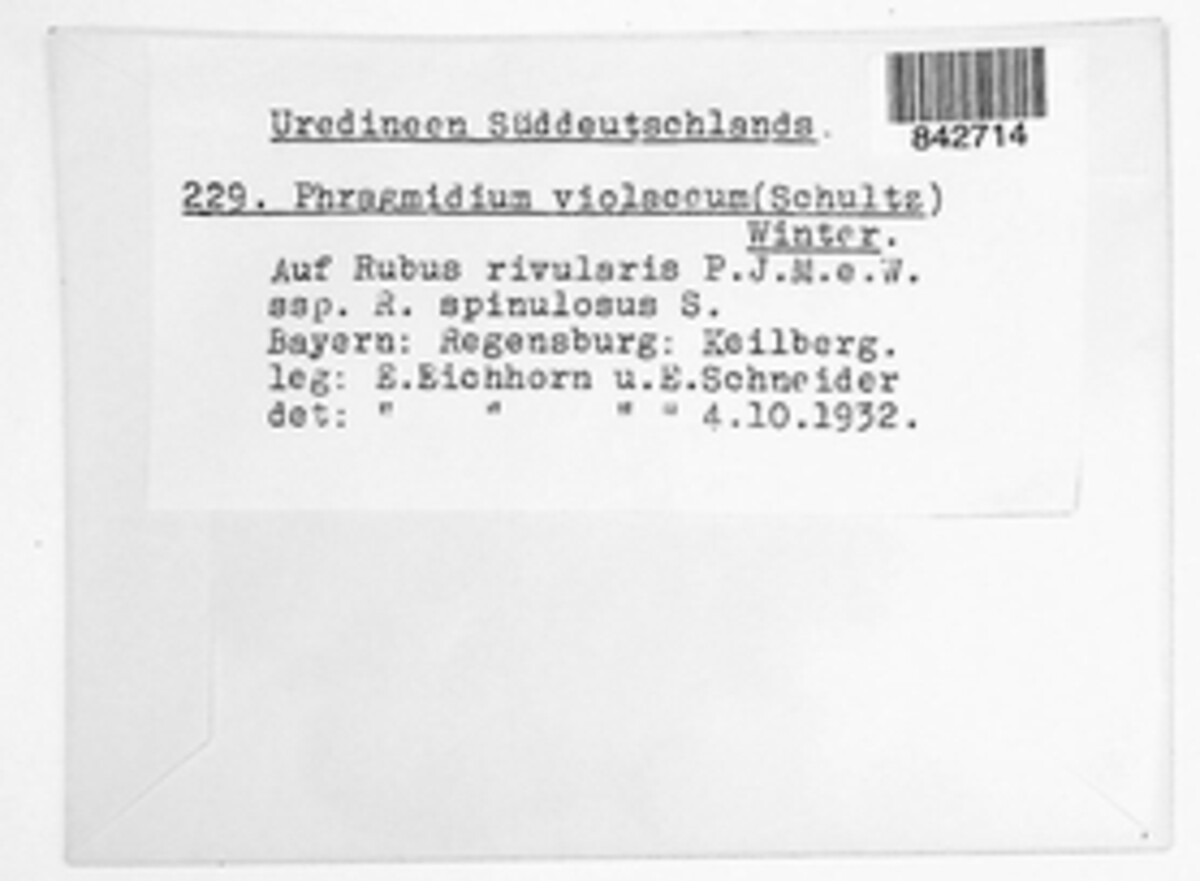 842714
Uredineen Süddeutschlands.
229. Phragmidium violaceum(Schultz)
Winter.
Auf Rubus rivularis P.J.M.e.W.
ssp. R. spinulosus S.
Bayern: Regensburg: Keilberg.
leg: E.Eichhorn u.E.Schneider
det: " " " " 4.10.1932.